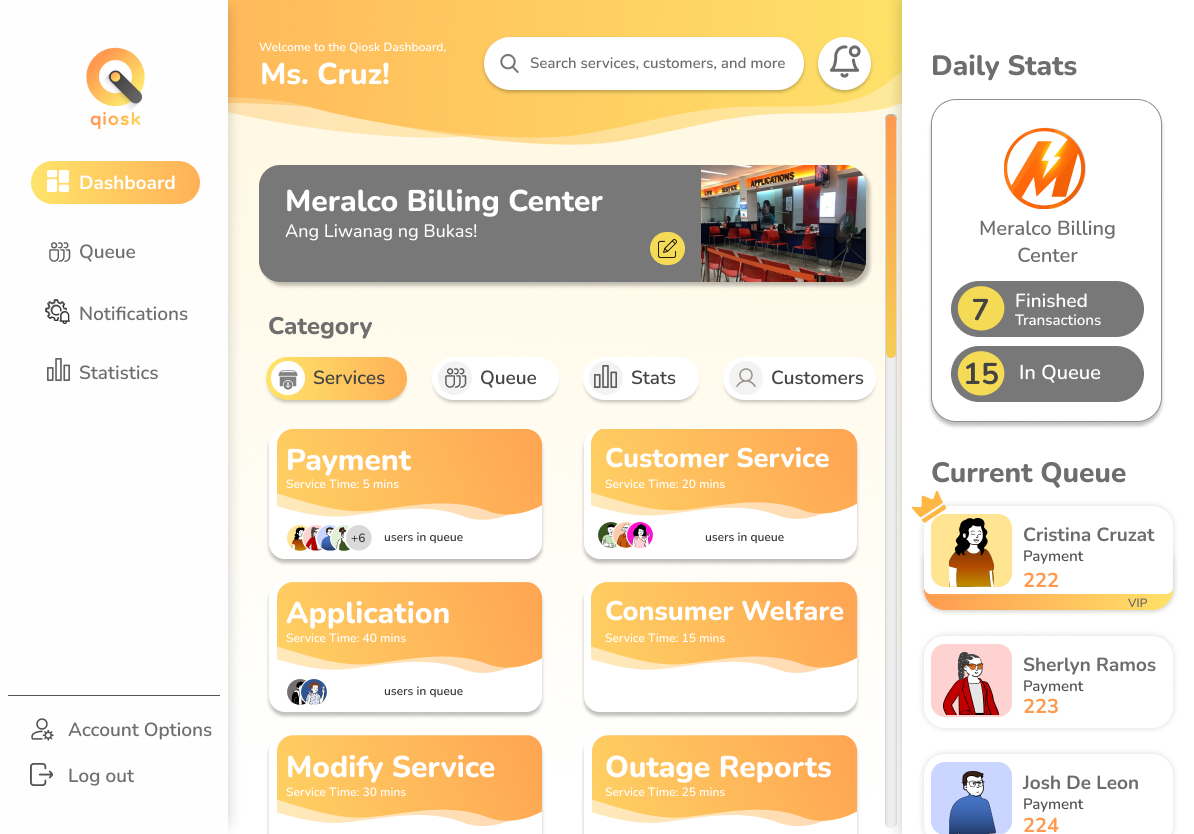 qiosk
Dashboard
Queue
Notifications
Statistics
Account Options
Log out
Welcome to the Qiosk Dashboard,
Ms. Cruz!
Search services, customers, and more
Meralco Billing Center
Ang Liwanag ng Bukas!
APPLICATIONS
Category
Services
Queue
Stats
Customers
Payment
Service Time: 5 mins
+6
users in queue
Customer Service
Service Time: 20 mins
users in queue
Application
Service Time: 40 mins
users in queue
Consumer Welfare
Service Time: 15 mins
Modify Service
Service Time: 30 mins
Outage Reports
Service Time: 25 mins
Daily Stats
Meralco Billing
Center
7
Finished
Transactions
15
In Queue
Current Queue
Cristina Cruzat
Payment
222
VIP
Sherlyn Ramos
Payment
223
Josh De Leon
Payment
224